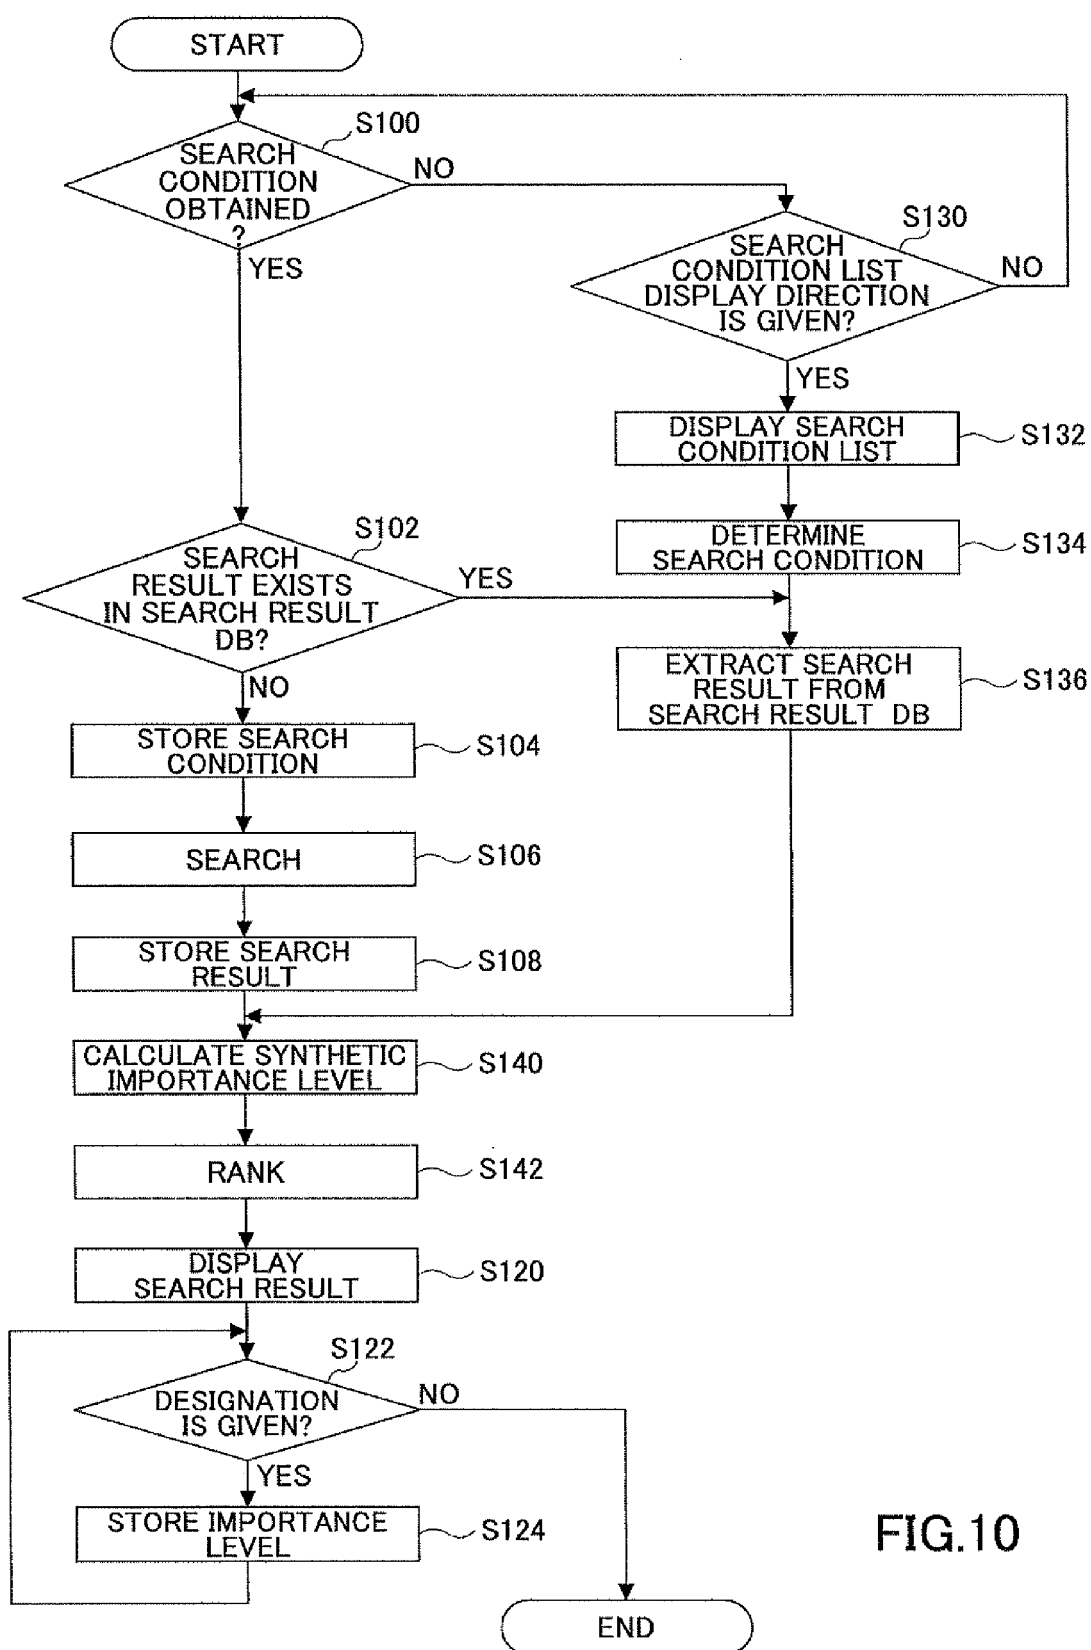 START
S100
SEARCH
CONDITION
OBTAINED
?
NO
YES
S130
SEARCH
CONDITION LIST
DISPLAY DIRECTION
IS GIVEN?
NO
YES
DISPLAY SEARCH
CONDITION LIST
S132
DETERMINE
SEARCH CONDITION
S134
S102
SEARCH
RESULT EXISTS
IN SEARCH RESULT
DB?
YES
NO
EXTRACT SEARCH
RESULT FROM
SEARCH RESULT DB
S136
STORE SEARCH
CONDITION
S104
SEARCH
S106
STORE SEARCH
RESULT
S108
CALCULATE SYNTHETIC
IMPORTANCE LEVEL
S140
RANK
S142
DISPLAY
SEARCH RESULT
S120
S122
DESIGNATION
IS GIVEN?
NO
YES
STORE IMPORTANCE
LEVEL
S124
FIG.10
END